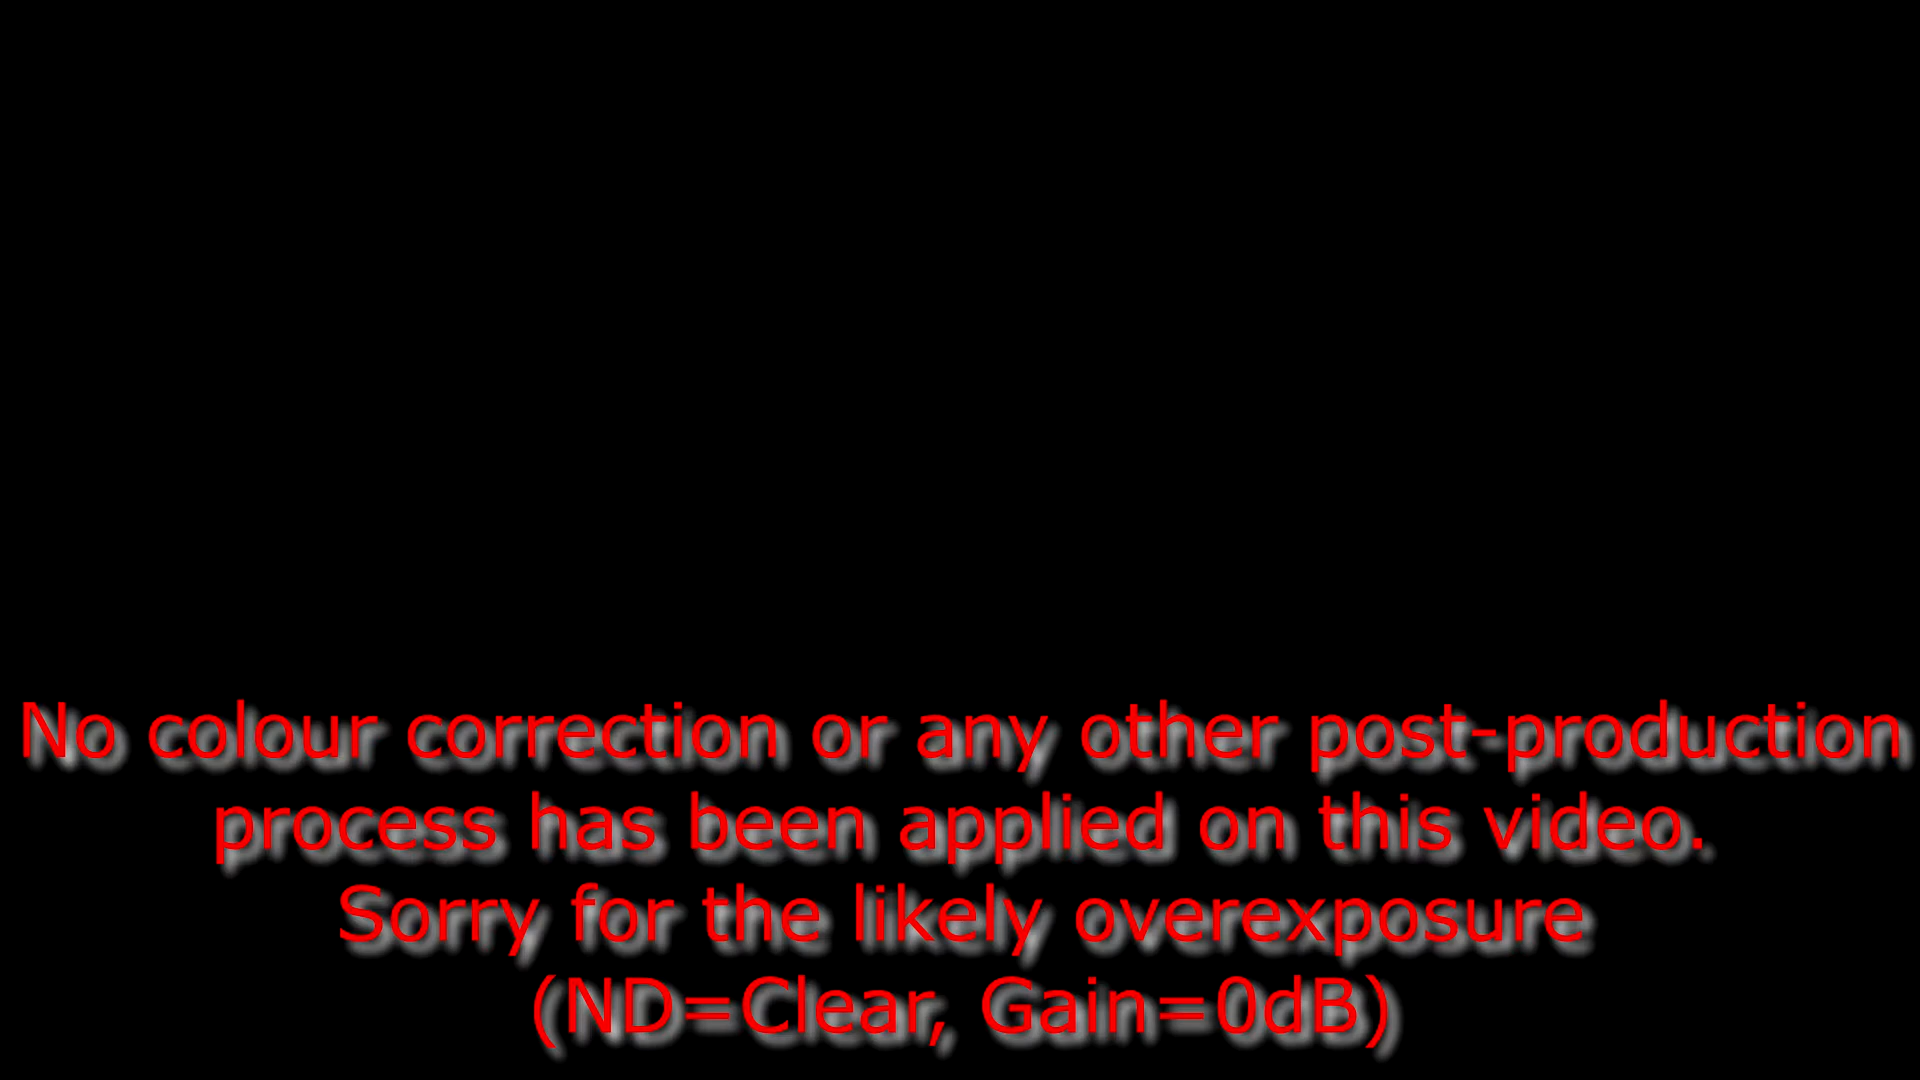 No colour correction or any other post-production
process has been applied on this video.
Sorry for the likely overexposure
(ND=Clear, Gain=0dB)